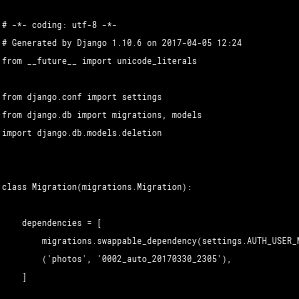 # -*- coding: utf-8 -*-
# Generated by Django 1.10.6 on 2017-04-05 12:24
from __future__ import unicode_literals
from django.conf import settings
from django.db import migrations, models
import django.db.models.deletion
class Migration(migrations.Migration):
dependencies = [
migrations.swappable_dependency(settings.AUTH_USER_M
('photos', '0002_auto_20170330_2305'),
]